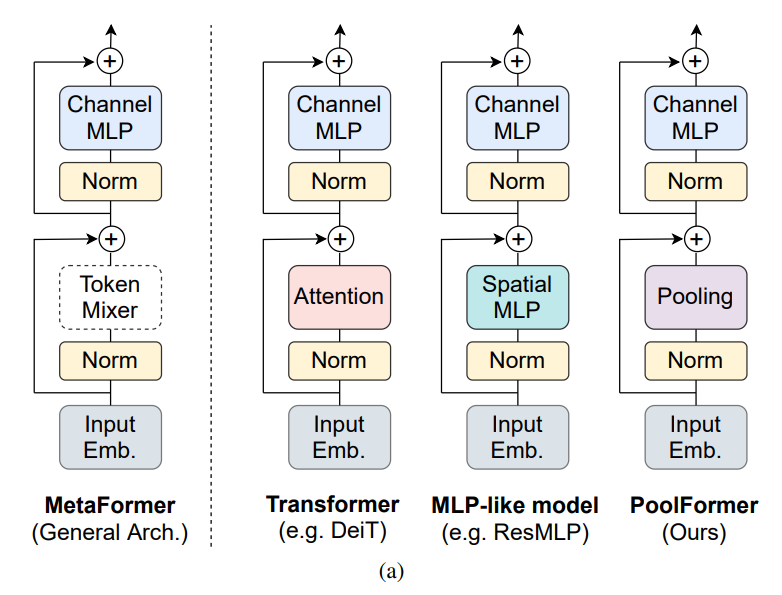 +
Channel
MLP
Norm
+
Token
Mixer
Norm
Input
Emb.
MetaFormer
(General Arch.)
+
Channel
MLP
Norm
+
Attention
Norm
Input
Emb.
Transformer
(e.g. DeiT)
+
Channel
MLP
Norm
+
Spatial
MLP
Norm
Input
Emb.
MLP-like model
(e.g. ResMLP)
+
Channel
MLP
Norm
+
Pooling
Norm
Input
Emb.
PoolFormer
(Ours)
(a)